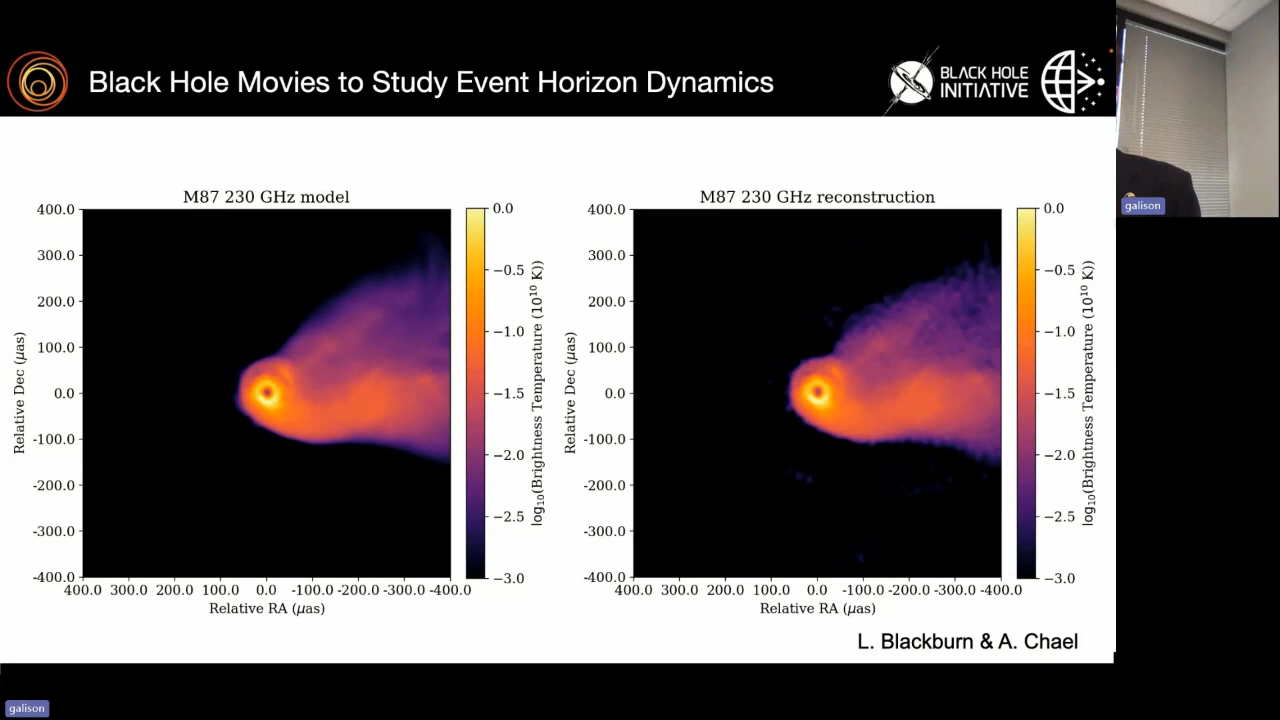 Black Hole Movies to Study Event Horizon Dynamics
BLACK HOLE
INITIATIVE
galison
M87 230 GHz model
400.0
300.0
200.0
100.0
0.0
-100.0
-200.0
-300.0
-400.0
Relative Dec (μas)
400.0 300.0 200.0 100.0 0.0 -100.0 -200.0 -300.0 -400.0
Relative RA (μas)
0.0
−0.5
−1.0
−1.5
−2.0
−2.5
−3.0
log₁₀(Brightness Temperature (10¹⁰ K))
M87 230 GHz reconstruction
400.0
300.0
200.0
100.0
0.0
-100.0
-200.0
-300.0
-400.0
Relative Dec (μas)
400.0 300.0 200.0 100.0 0.0 -100.0 -200.0 -300.0 -400.0
Relative RA (μas)
0.0
−0.5
−1.0
−1.5
−2.0
−2.5
−3.0
log₁₀(Brightness Temperature (10¹⁰ K))
L. Blackburn & A. Chael
galison